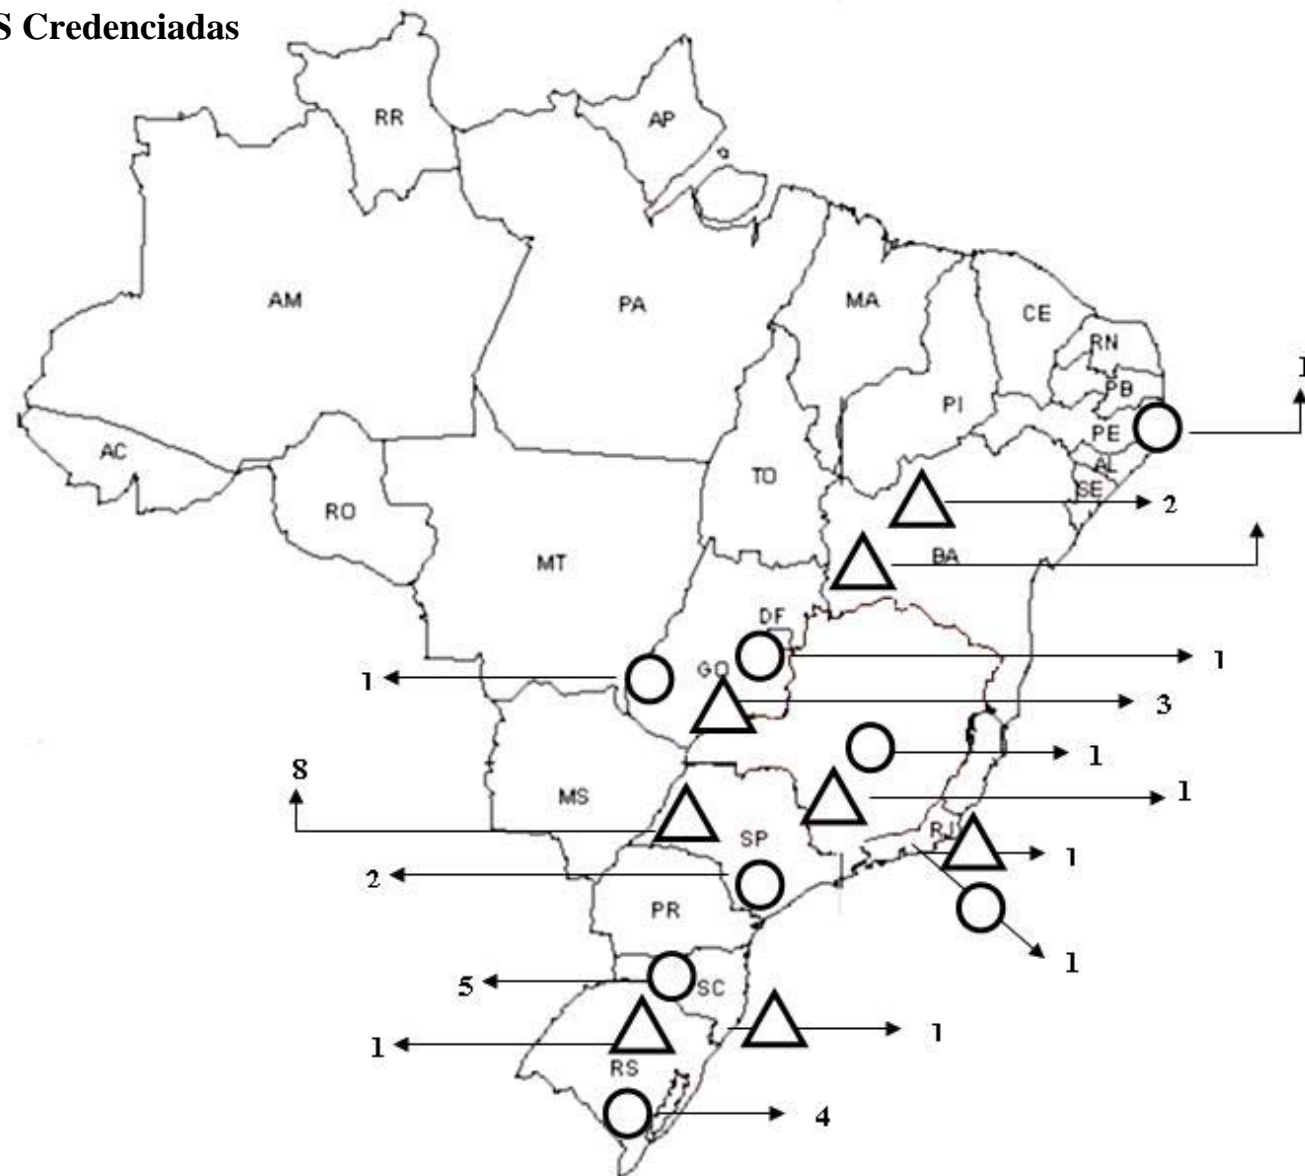 S Credenciadas
RR
AP
AM
PA
MA
CE
RN
PB
PI
PE
AC
AL
TO
SE
RO
2
MT
BA
DF
1
GO
1
3
1
8
MS
1
SP
RJ
1
2
PR
1
5
SC
1
1
RS
4